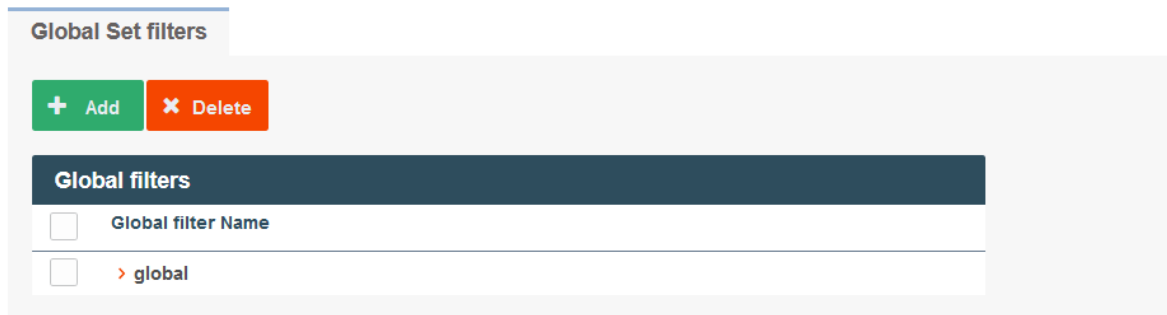 Global Set filters
+ Add ✖ Delete
Global filters
Global filter Name
> global